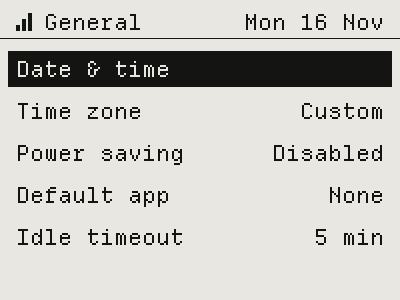 General Mon 16 Nov
Date & time
Time zone Custom
Power saving Disabled
Default app None
Idle timeout 5 min